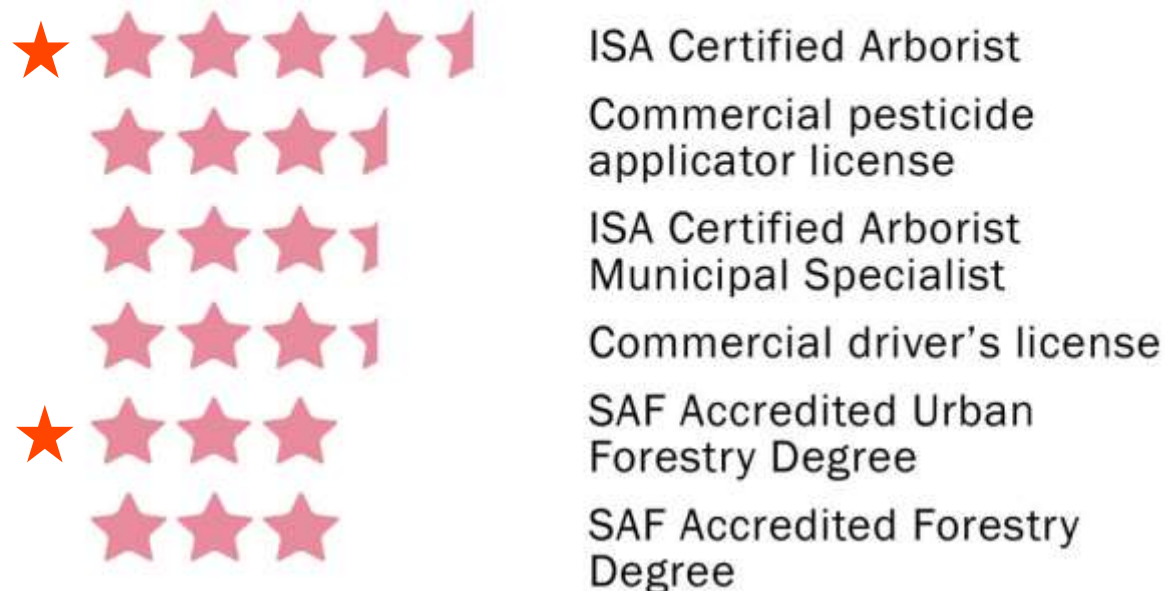 ISA Certified Arborist
Commercial pesticide
applicator license
ISA Certified Arborist
Municipal Specialist
Commercial driver’s license
SAF Accredited Urban
Forestry Degree
SAF Accredited Forestry
Degree